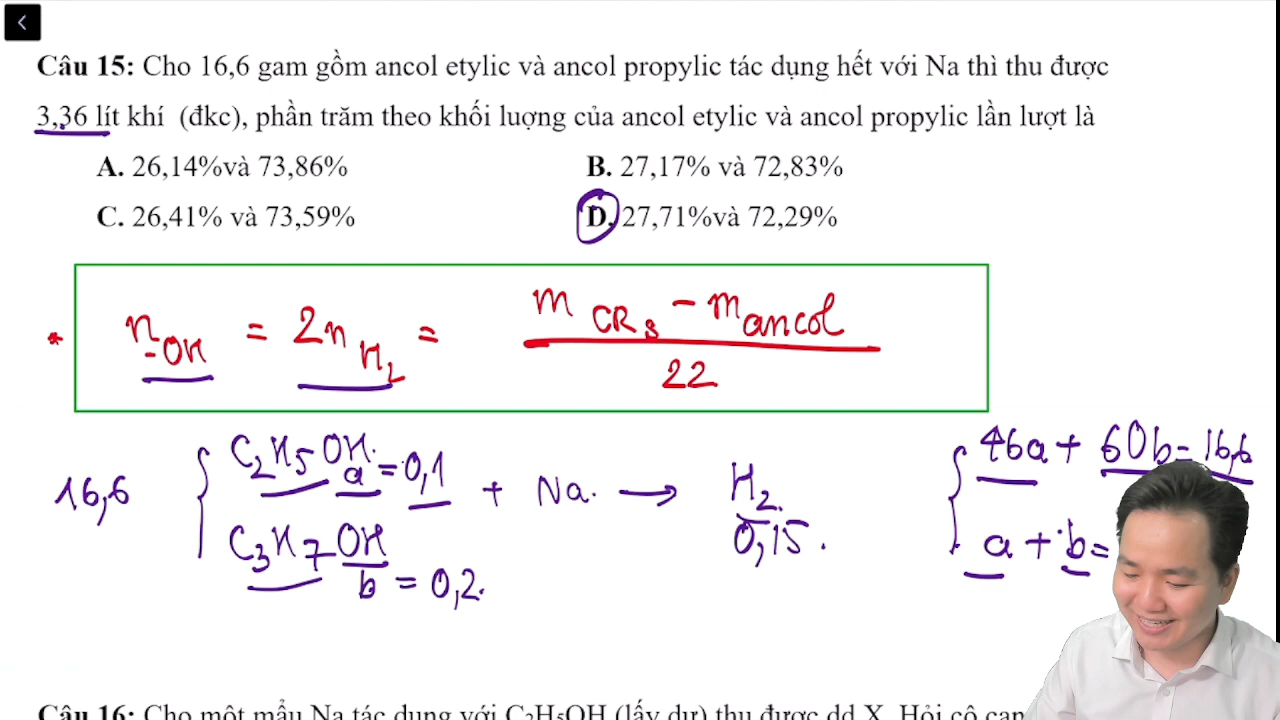 Câu 15: Cho 16,6 gam gồm ancol etylic và ancol propylic tác dụng hết với Na thì thu được
3,36 lít khí (đkc), phần trăm theo khối luợng của ancol etylic và ancol propylic lần lượt là
A. 26,14%và 73,86% B. 27,17% và 72,83%
C. 26,41% và 73,59% D. 27,71%và 72,29%
* n-OH = 2nH2 = mCRs - mancol
22
46a + 60b = 16,6
C2H5OH
a = 0,1
16,6 + Na. → H2
C3H7OH 0,15. a + b =
b = 0,2.
Câu 16: Cho một mẩu Na tác dụng với C2H5OH (lấy dư) thu được dd X. Hỏi cô cạn